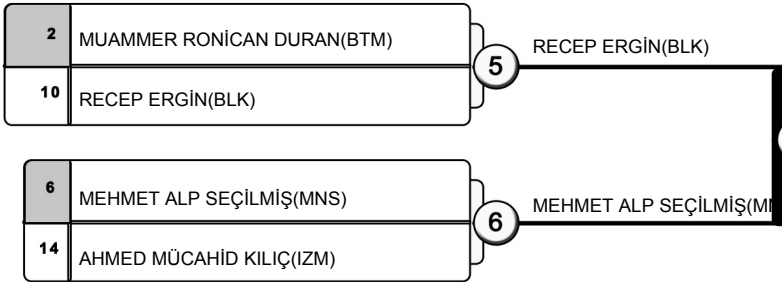 2 MUAMMER RONİCAN DURAN(BTM)
5 RECEP ERGİN(BLK)
10 RECEP ERGİN(BLK)
6 MEHMET ALP SEÇİLMİŞ(MNS)
6 MEHMET ALP SEÇİLMİŞ(M
14 AHMED MÜCAHİD KILIÇ(IZM)